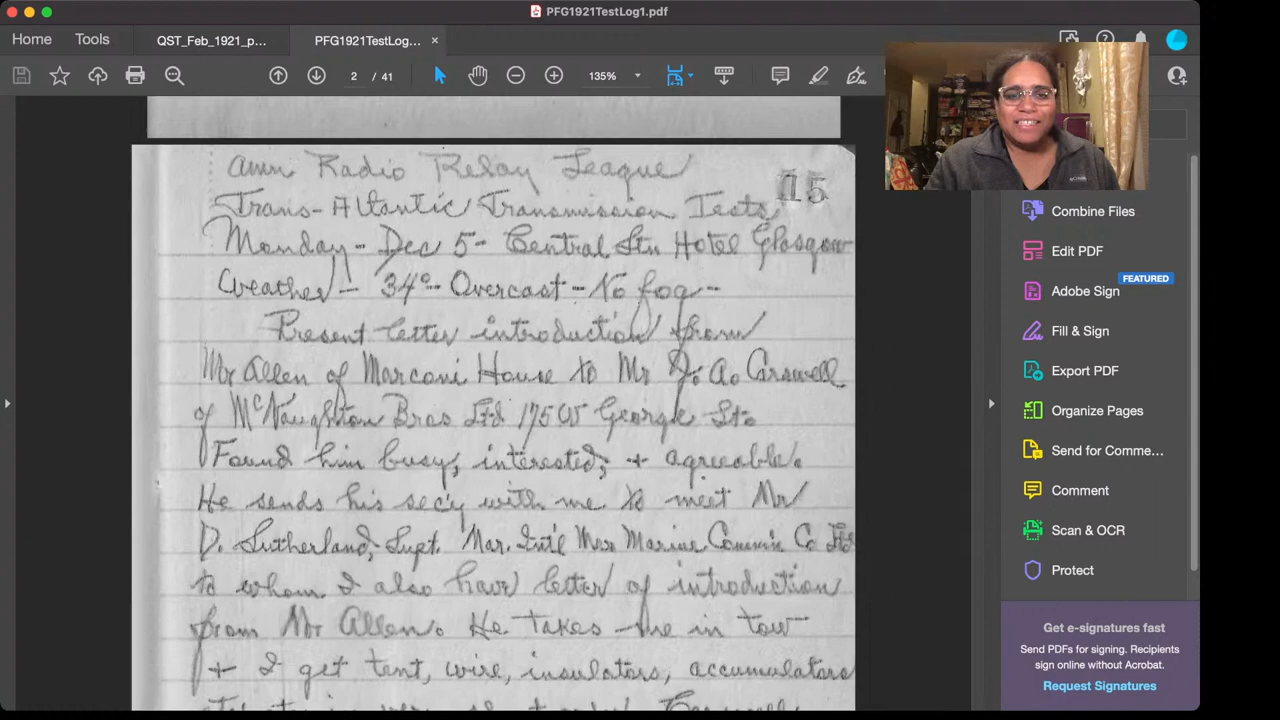 PFG1921TestLog1.pdf
Home
Tools
QST_Feb_1921_p...
PFG1921TestLog...
2 / 41
135%
Amn Radio Relay League
15
Trans-Atlantic Transmission Tests
Monday - Dec 5 - Central Stn Hotel Glasgow
Weather - 34° - Overcast - No fog -
Present letter introduction from
Mr Allen of Marconi House to Mr J. A. Carswell
of McNaughton Bros Ltd 175 W George St.
Found him busy, interested, + agreeable.
He sends his secy with me to meet Mr
D. Sutherland, Supt. Mar. Int'l Mar Marine Comm'n Co Ltd
to whom I also have letter of introduction
from Mr Allen. He takes me in tow
+ I get tent, wire, insulators, accumulators
Combine Files
Edit PDF
FEATURED
Adobe Sign
Fill & Sign
Export PDF
Organize Pages
Send for Comme...
Comment
Scan & OCR
Protect
Get e-signatures fast
Send PDFs for signing. Recipients
sign online without Acrobat.
Request Signatures